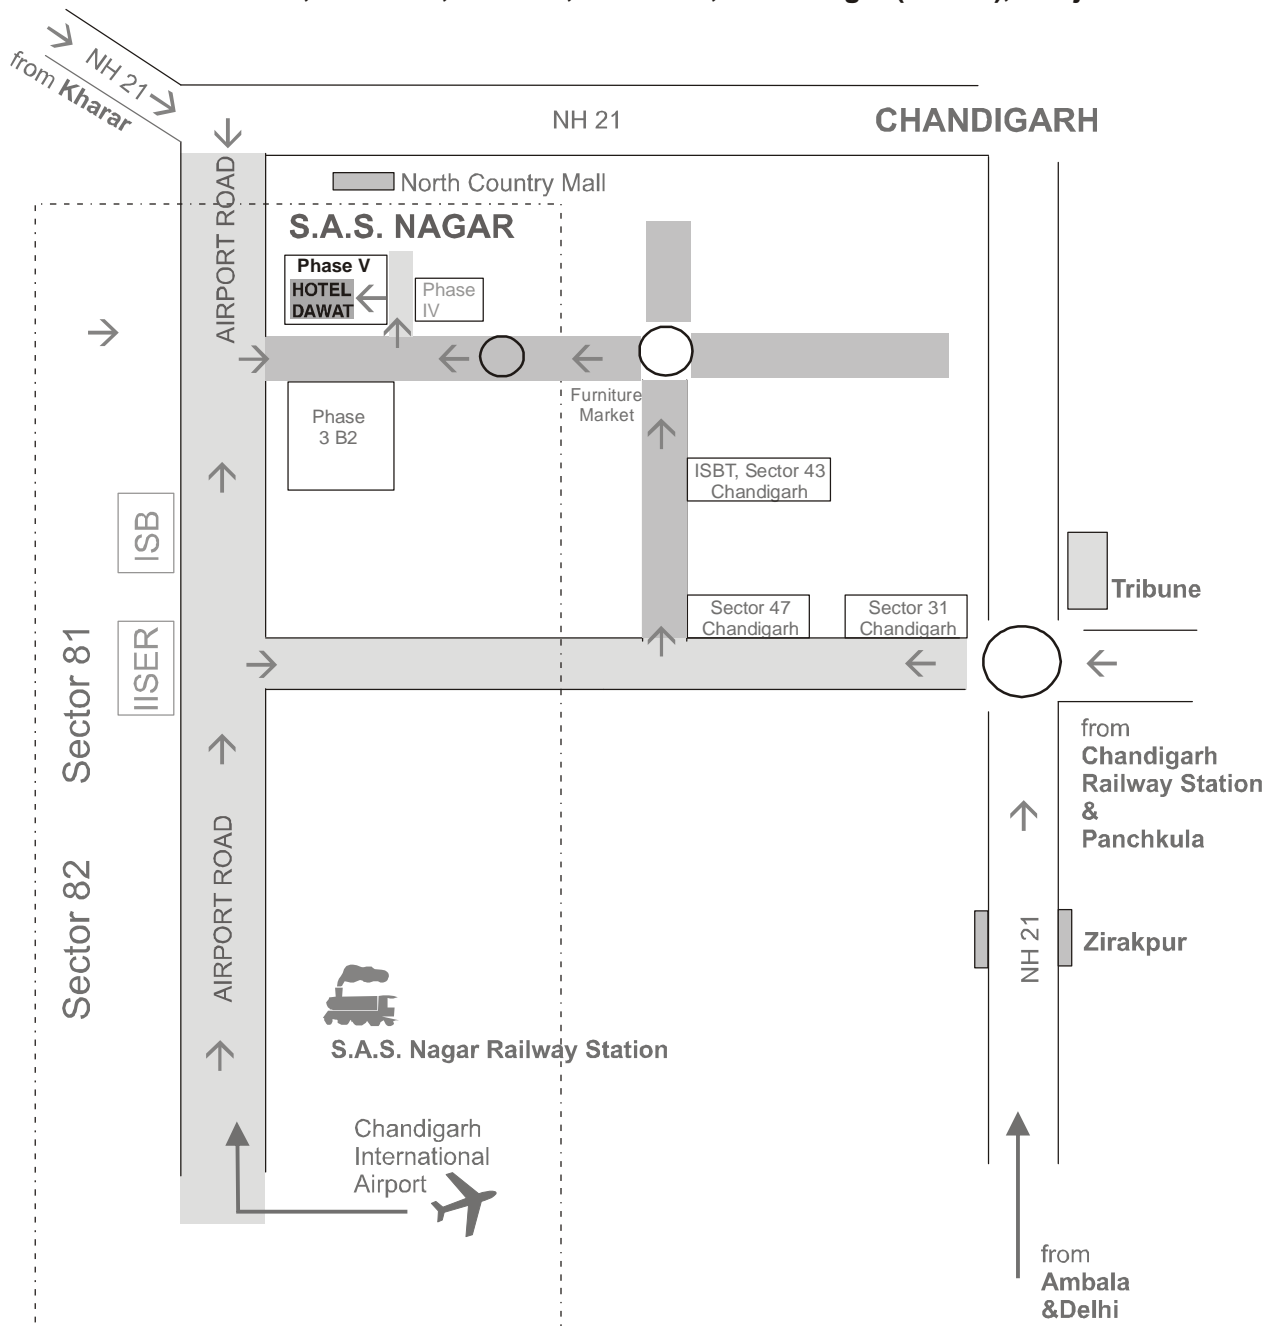 NH 21
from Kharar
NH 21
CHANDIGARH
AIRPORT ROAD
North Country Mall
S.A.S. NAGAR
Phase V
HOTEL
DAWAT
Phase
IV
Furniture
Market
Phase
3 B2
ISBT, Sector 43
Chandigarh
ISB
Tribune
Sector 47
Chandigarh
Sector 31
Chandigarh
IISER
Sector 81
from
Chandigarh
Railway Station
&
Panchkula
AIRPORT ROAD
Sector 82
NH 21
Zirakpur
S.A.S. Nagar Railway Station
Chandigarh
International
Airport
from
Ambala
&Delhi